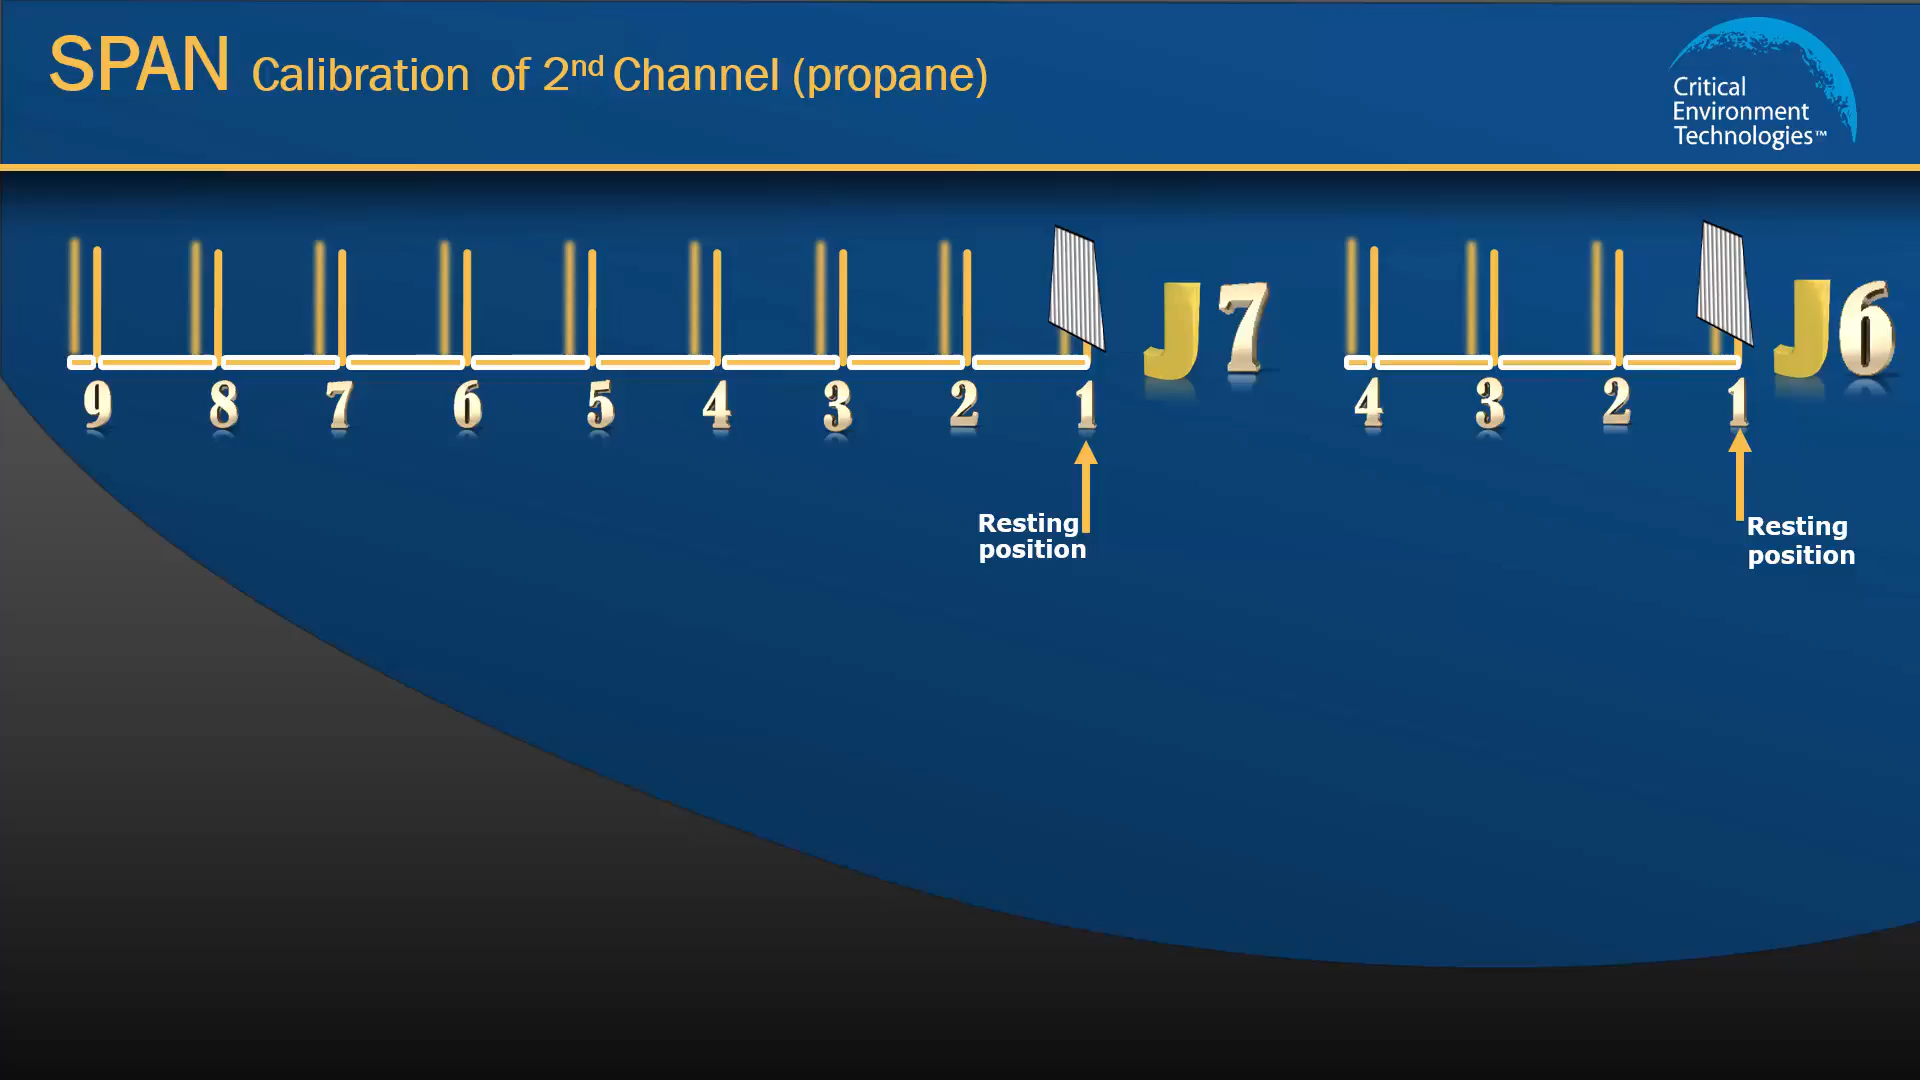 SPAN Calibration of 2nd Channel (propane)
Critical
Environment
Technologies™
J7 J6
9 8 7 6 5 4 3 2 1 4 3 2 1
Resting
position
Resting
position